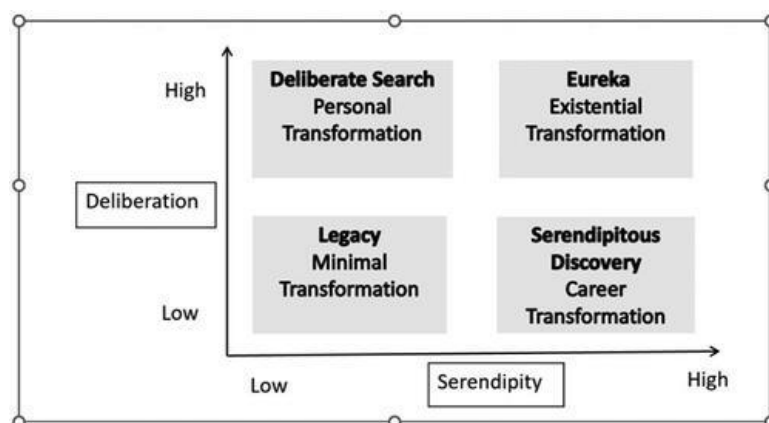 High
Deliberate Search
Personal
Transformation
Eureka
Existential
Transformation
Deliberation
Legacy
Minimal
Transformation
Serendipitous
Discovery
Career
Transformation
Low
Low
Serendipity
High